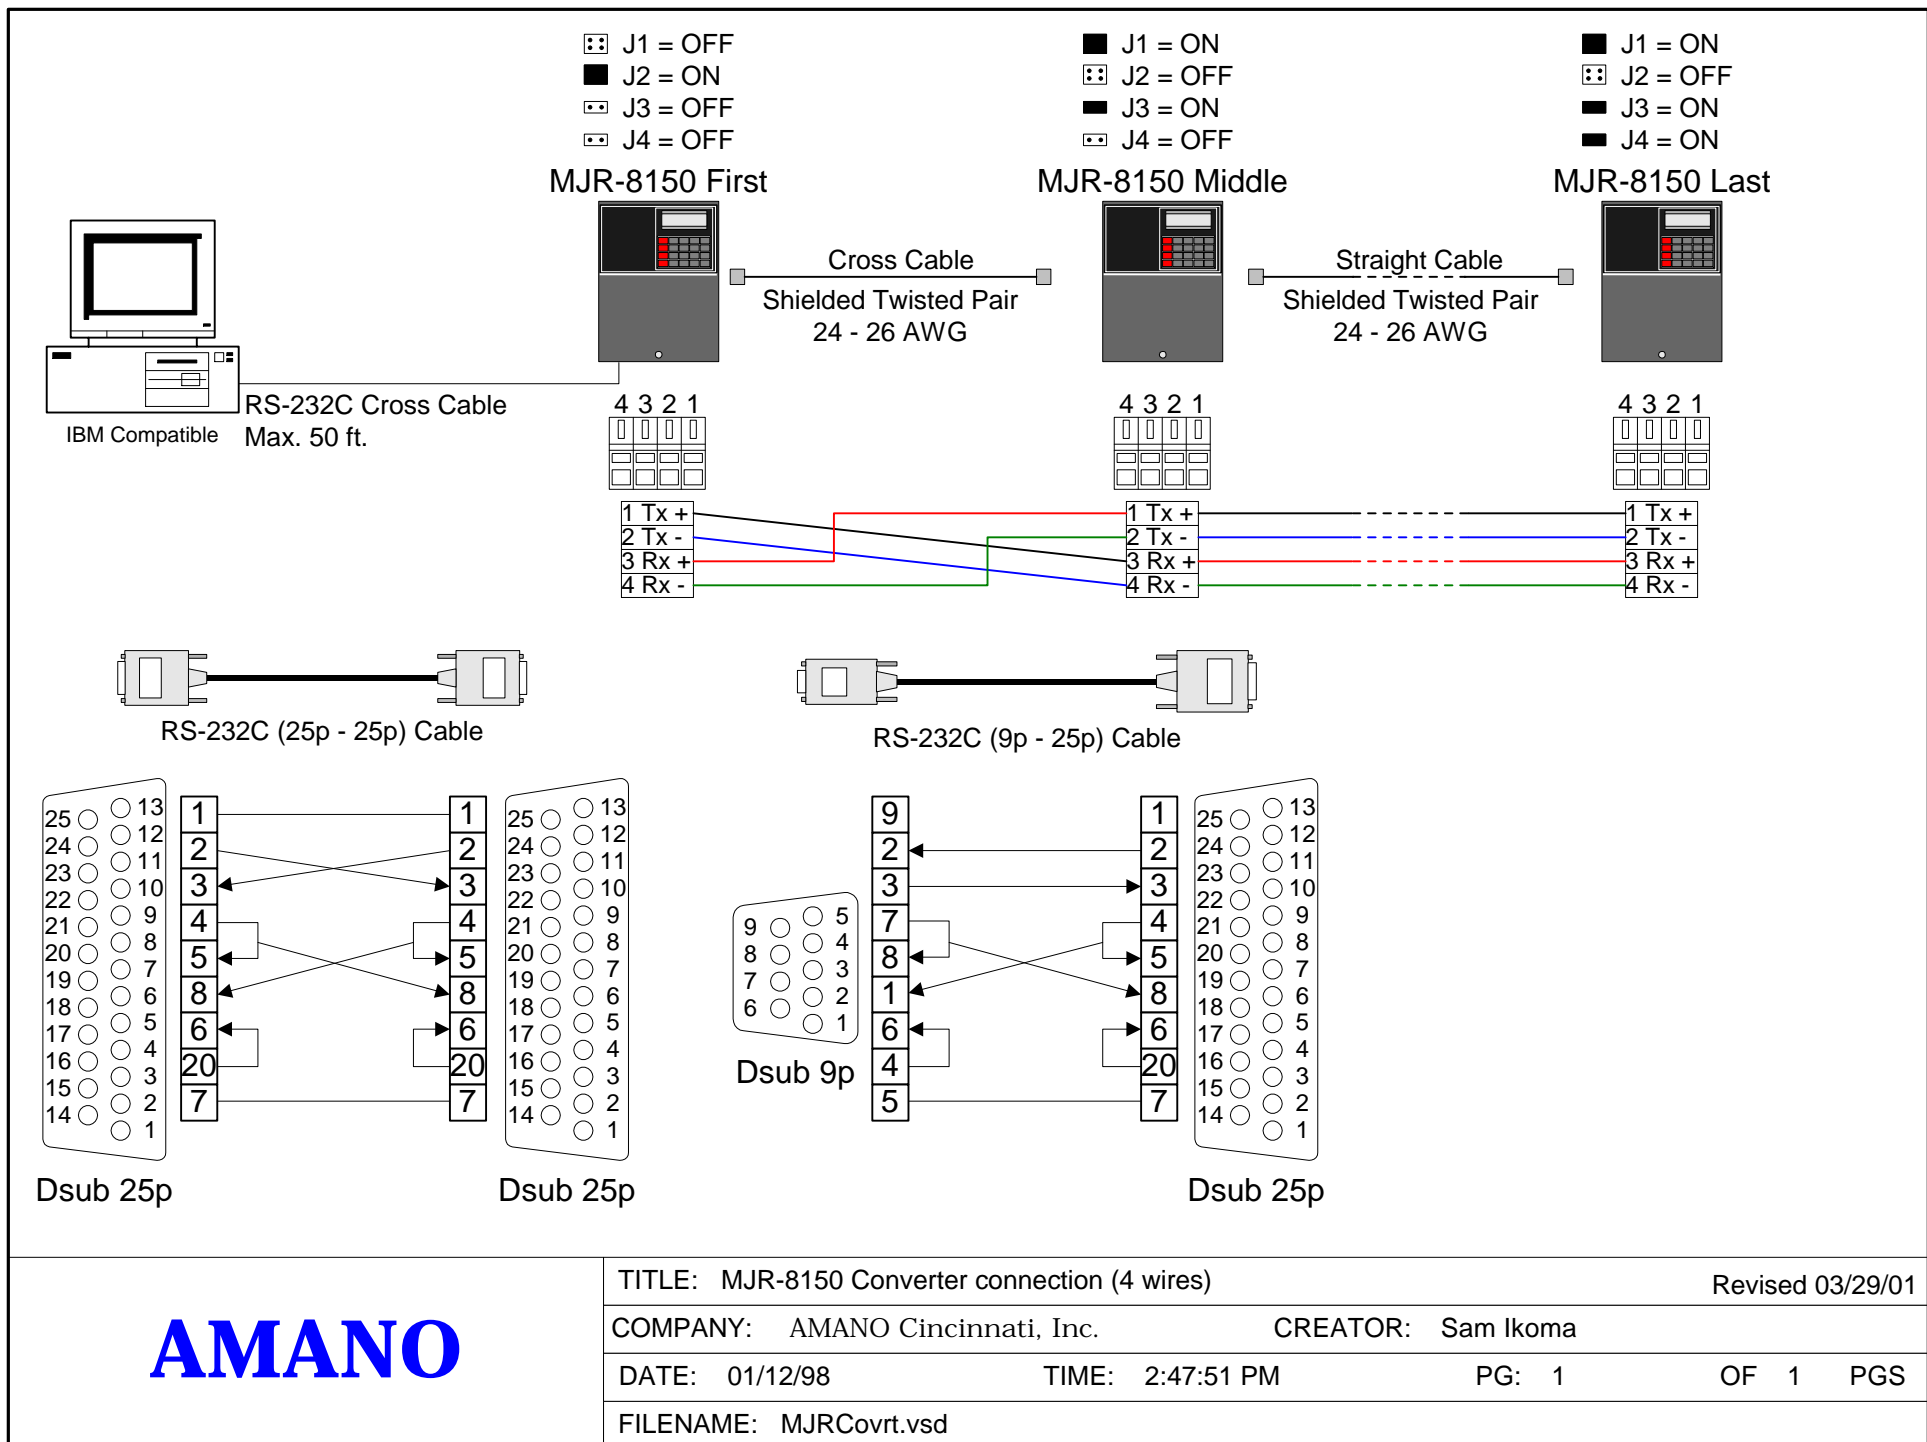 J1 = OFF
J2 = ON
J3 = OFF
J4 = OFF
MJR-8150 First
J1 = ON
J2 = OFF
J3 = ON
J4 = OFF
MJR-8150 Middle
J1 = ON
J2 = OFF
J3 = ON
J4 = ON
MJR-8150 Last
Cross Cable
Shielded Twisted Pair
24 - 26 AWG
Straight Cable
Shielded Twisted Pair
24 - 26 AWG
IBM Compatible
RS-232C Cross Cable
Max. 50 ft.
4 3 2 1
4 3 2 1
4 3 2 1
1 Tx +
2 Tx -
3 Rx +
4 Rx -
1 Tx +
2 Tx -
3 Rx +
4 Rx -
1 Tx +
2 Tx -
3 Rx +
4 Rx -
RS-232C (25p - 25p) Cable
RS-232C (9p - 25p) Cable
25
24
23
22
21
20
19
18
17
16
15
14
13
12
11
10
9
8
7
6
5
4
3
2
1
Dsub 25p
1
2
3
4
5
8
6
20
7
1
2
3
4
5
8
6
20
7
25
24
23
22
21
20
19
18
17
16
15
14
13
12
11
10
9
8
7
6
5
4
3
2
1
Dsub 25p
9
8
7
6
5
4
3
2
1
Dsub 9p
9
2
3
7
8
1
6
4
5
1
2
3
4
5
8
6
20
7
25
24
23
22
21
20
19
18
17
16
15
14
13
12
11
10
9
8
7
6
5
4
3
2
1
Dsub 25p
AMANO
TITLE: MJR-8150 Converter connection (4 wires) Revised 03/29/01
COMPANY: AMANO Cincinnati, Inc. CREATOR: Sam Ikoma
DATE: 01/12/98 TIME: 2:47:51 PM PG: 1 OF 1 PGS
FILENAME: MJRCovrt.vsd